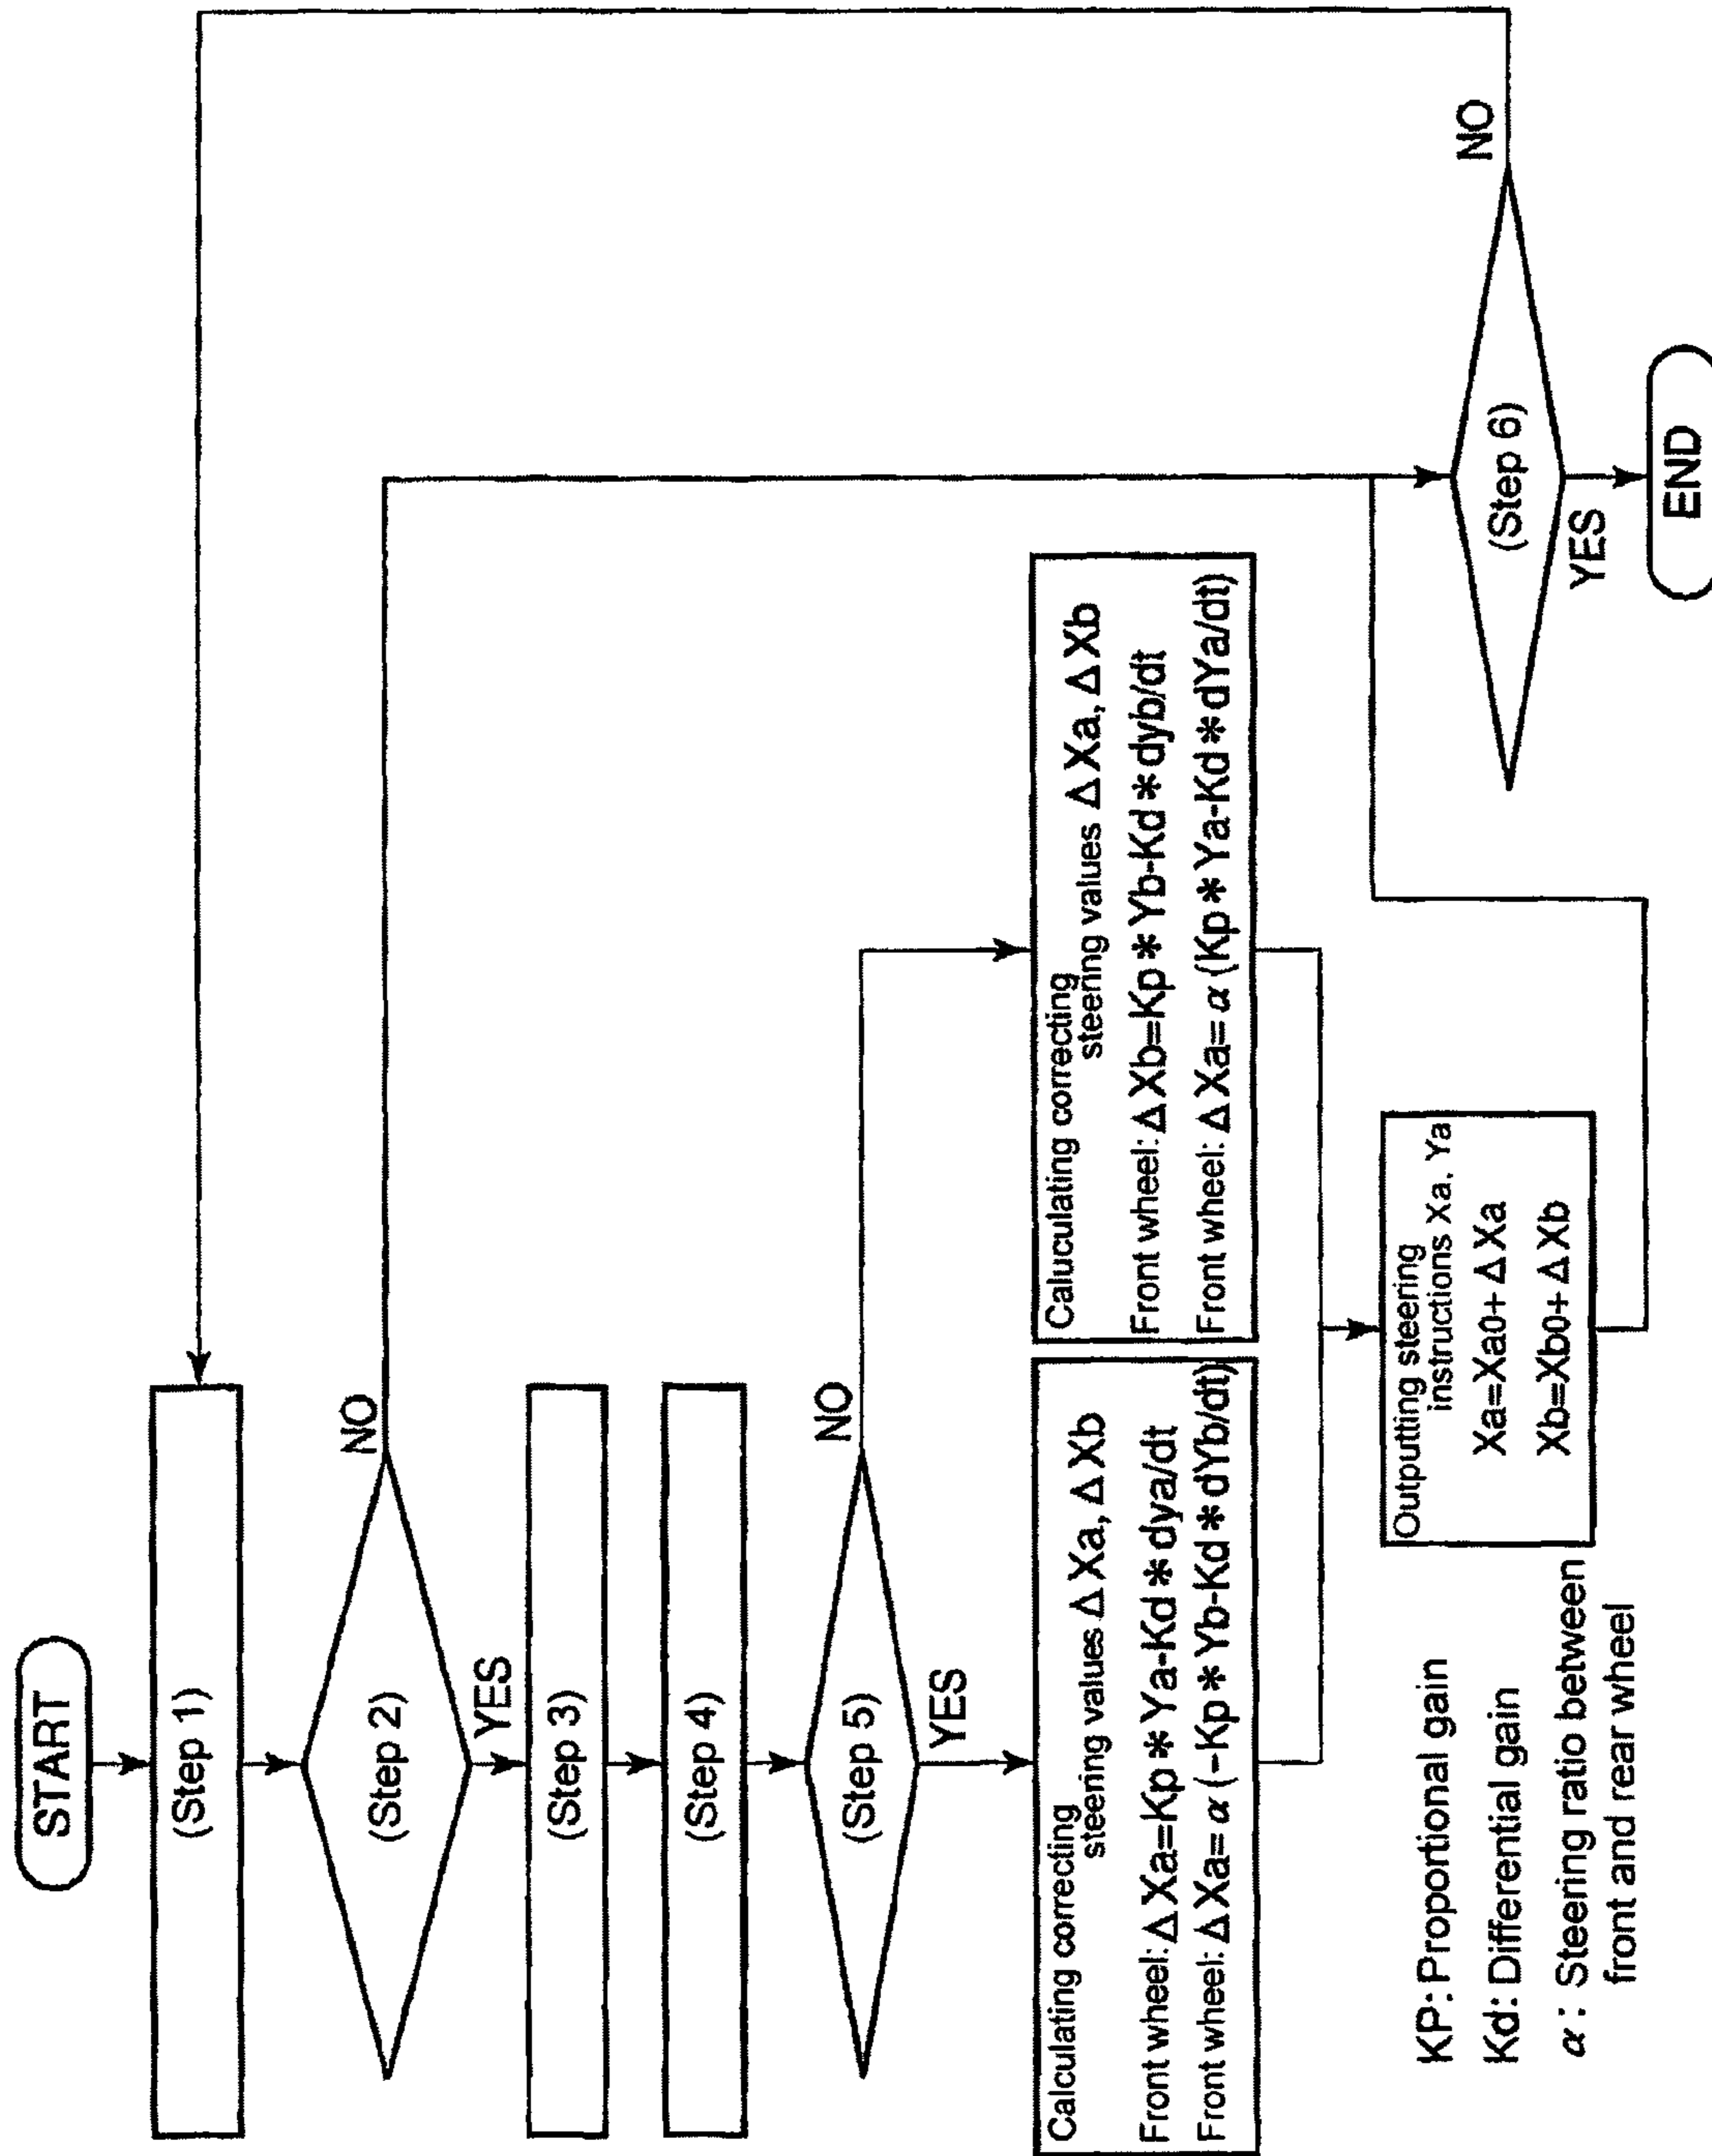 START
(Step 1)
(Step 2)
NO
YES
(Step 3)
(Step 4)
(Step 5)
NO
YES
Calculating correcting
steering values ΔXa, ΔXb
Front wheel: ΔXa=Kp*Ya-Kd*dya/dt
Front wheel: ΔXa=α(-Kp*Yb-Kd*dYb/dt)
Caluculating correcting
steering values ΔXa, ΔXb
Front wheel: ΔXb=Kp*Yb-Kd*dyb/dt
Front wheel: ΔXa=α(Kp*Ya-Kd*dYa/dt)
Outputting steering
instructions Xa, Ya
Xa=Xa0+ΔXa
Xb=Xb0+ΔXb
(Step 6)
NO
YES
END
KP: Proportional gain
Kd: Differential gain
α: Steering ratio between
front and rear wheel